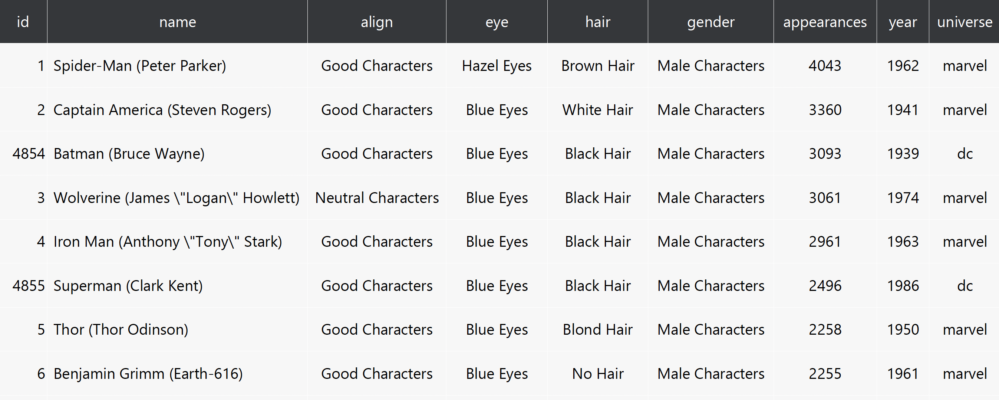 id name align eye hair gender appearances year universe
1 Spider-Man (Peter Parker) Good Characters Hazel Eyes Brown Hair Male Characters 4043 1962 marvel
2 Captain America (Steven Rogers) Good Characters Blue Eyes White Hair Male Characters 3360 1941 marvel
4854 Batman (Bruce Wayne) Good Characters Blue Eyes Black Hair Male Characters 3093 1939 dc
3 Wolverine (James \"Logan\" Howlett) Neutral Characters Blue Eyes Black Hair Male Characters 3061 1974 marvel
4 Iron Man (Anthony \"Tony\" Stark) Good Characters Blue Eyes Black Hair Male Characters 2961 1963 marvel
4855 Superman (Clark Kent) Good Characters Blue Eyes Black Hair Male Characters 2496 1986 dc
5 Thor (Thor Odinson) Good Characters Blue Eyes Blond Hair Male Characters 2258 1950 marvel
6 Benjamin Grimm (Earth-616) Good Characters Blue Eyes No Hair Male Characters 2255 1961 marvel